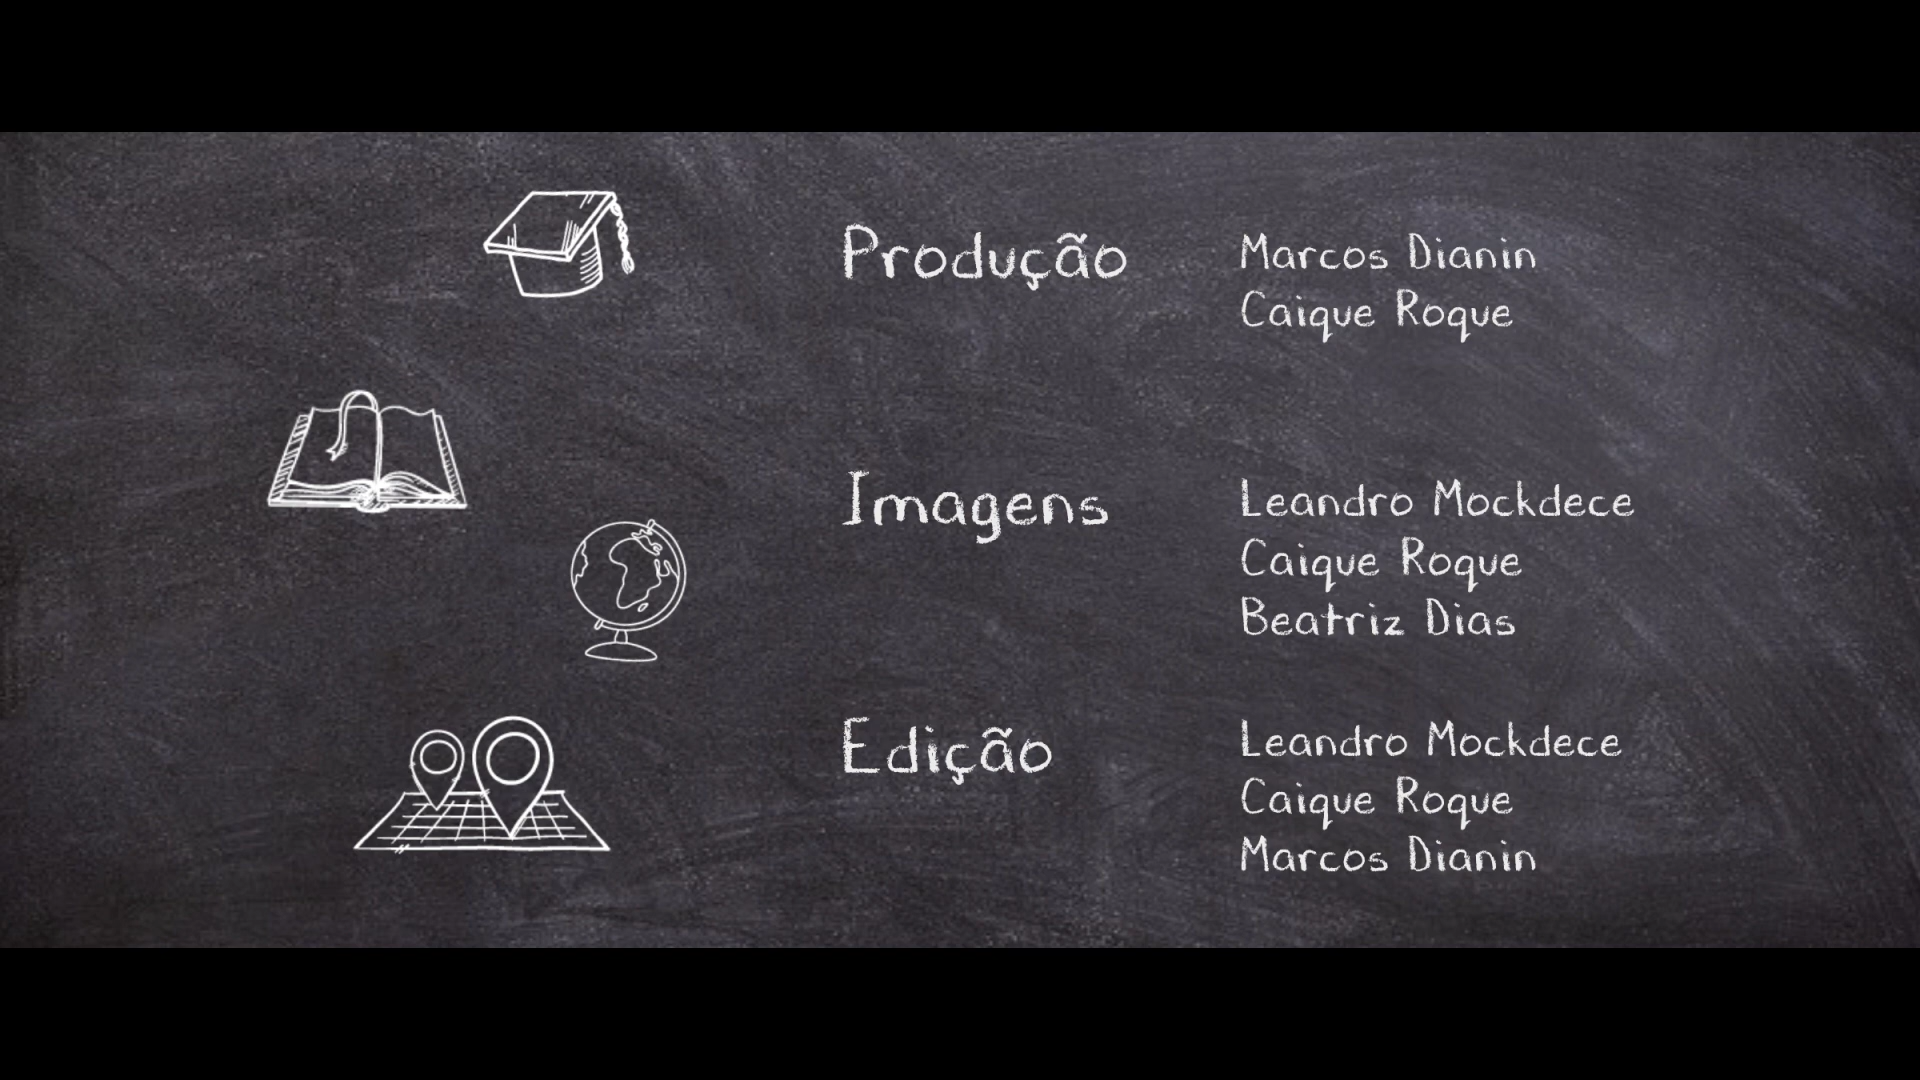 Produção
Marcos Dianin
Caique Roque
Imagens
Leandro Mockdece
Caique Roque
Beatriz Dias
Edição
Leandro Mockdece
Caique Roque
Marcos Dianin